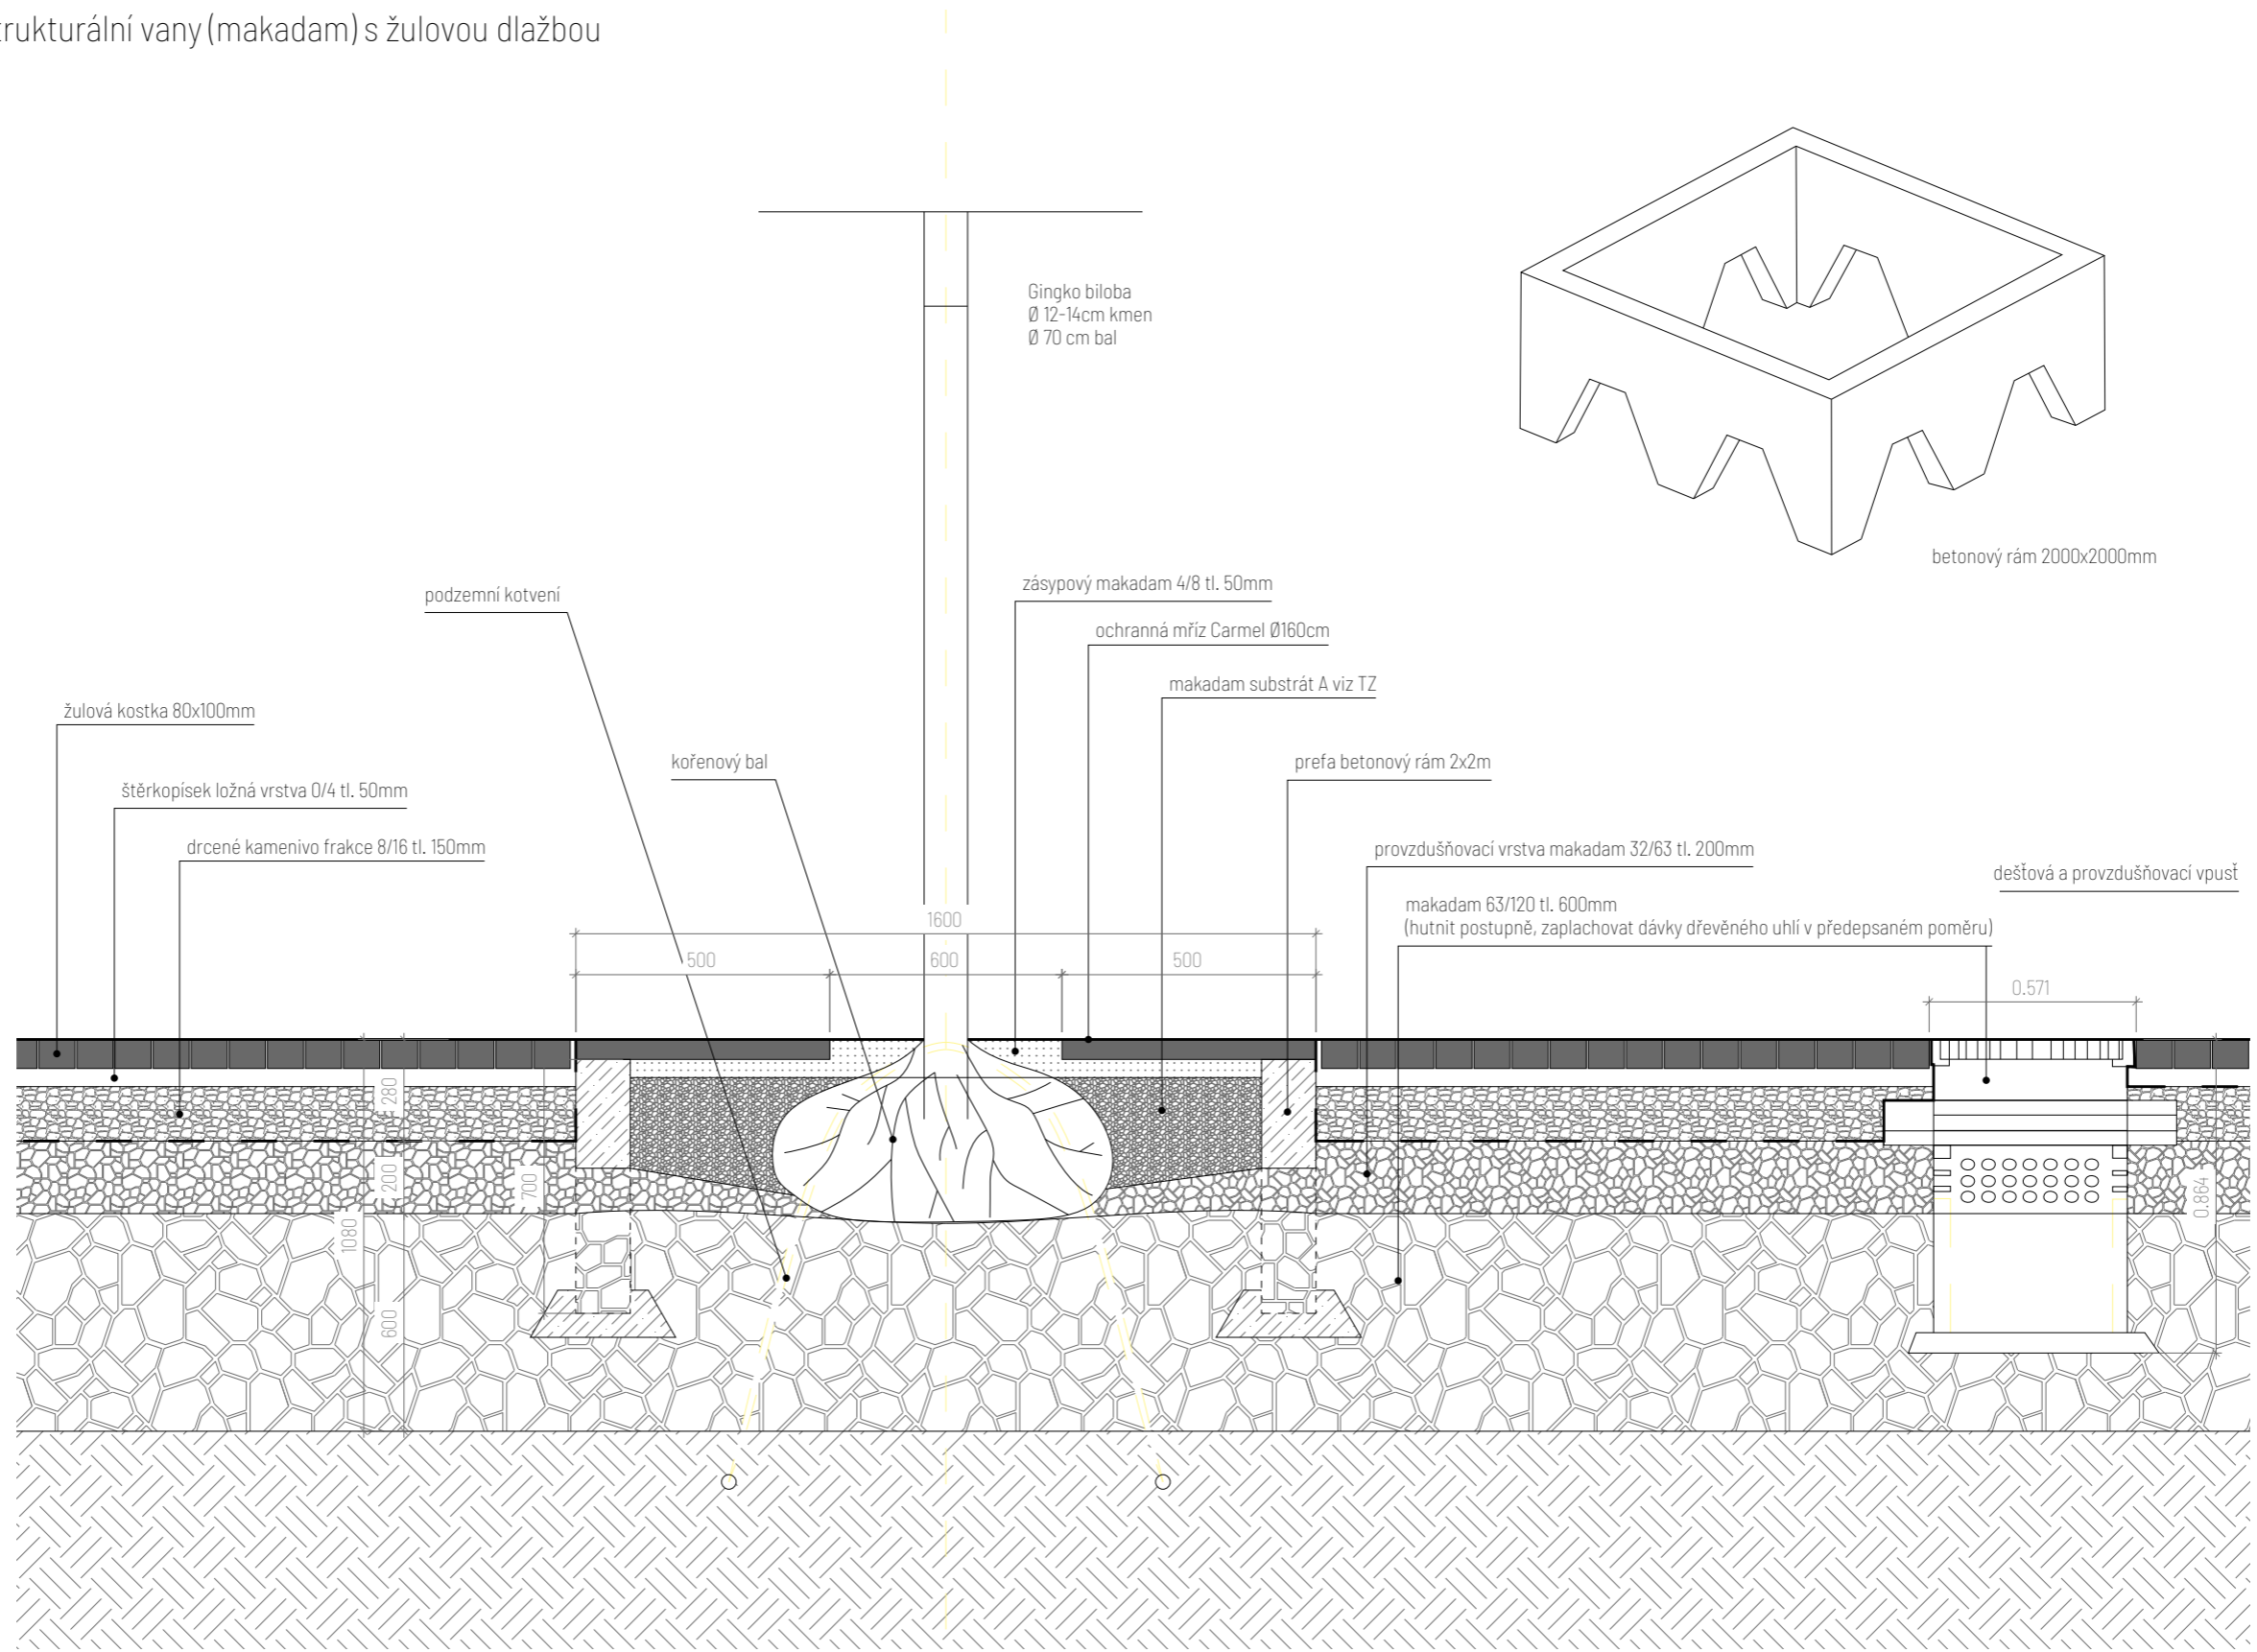 trukturální vany (makadam) s žulovou dlažbou
Gingko biloba
Ø 12-14cm kmen
Ø 70 cm bal
betonový rám 2000x2000mm
zásypový makadam 4/8 tl. 50mm
podzemní kotvení
ochranná mříz Carmel Ø160cm
makadam substrát A viz TZ
žulová kostka 80x100mm
kořenový bal
prefa betonový rám 2x2m
štěrkopísek ložná vrstva 0/4 tl. 50mm
drcené kamenivo frakce 8/16 tl. 150mm
provzdušňovací vrstva makadam 32/63 tl. 200mm
dešťová a provzdušňovací vpusť
makadam 63/120 tl. 600mm
(hutnit postupně, zaplachovat dávky dřevěného uhlí v předepsaném poměru)
1600
500
600
500
0.571
280
200
700
1080
600
0.864